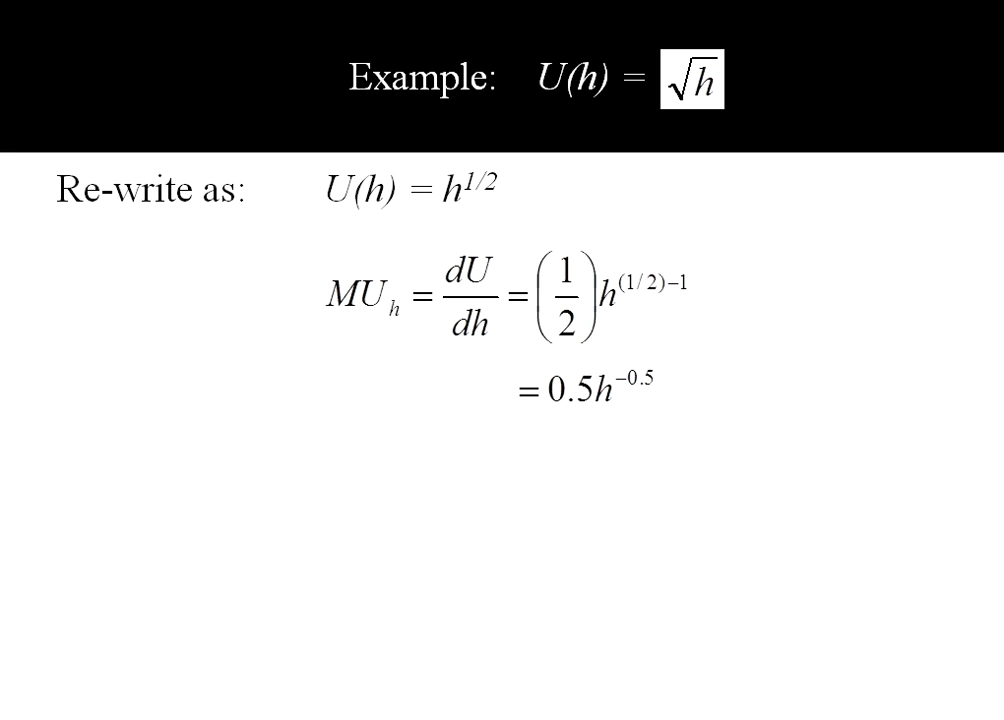 Example: U(h) = √h
Re-write as: U(h) = h^1/2
MU_h = dU/dh = (1/2)h^(1/2)−1
= 0.5h^−0.5